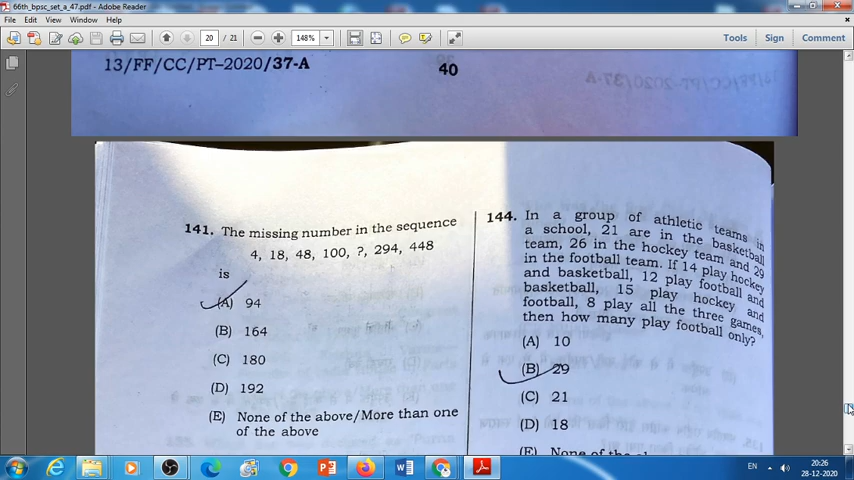 66th_bpsc_set_a_47.pdf - Adobe Reader
File Edit View Window Help
20 / 21 148% Tools Sign Comment
13/FF/CC/PT–2020/37-A
40
141. The missing number in the sequence
4, 18, 48, 100, ?, 294, 448
is
(A) 94
(B) 164
(C) 180
(D) 192
(E) None of the above/More than one
of the above
144. In a group of athletic teams in
a school, 21 are in the basketball
team, 26 in the hockey team and 29
in the football team. If 14 play hockey
and basketball, 12 play football and
basketball, 15 play hockey and
football, 8 play all the three games,
then how many play football only?
(A) 10
(B) 29
(C) 21
(D) 18
(E) None of the
EN
20:26
28-12-2020